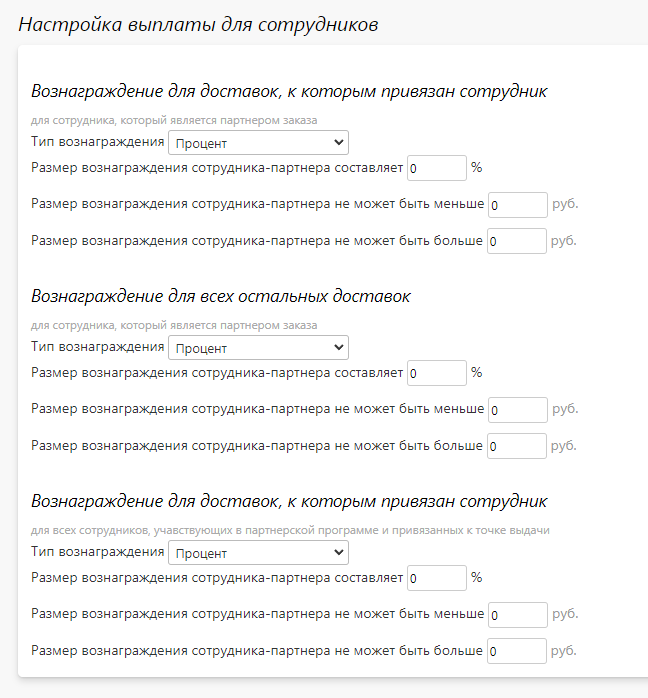 Настройка выплаты для сотрудников
Вознаграждение для доставок, к которым привязан сотрудник
для сотрудника, который является партнером заказа
Тип вознаграждения Процент
Размер вознаграждения сотрудника-партнера составляет 0 %
Размер вознаграждения сотрудника-партнера не может быть меньше 0 руб.
Размер вознаграждения сотрудника-партнера не может быть больше 0 руб.
Вознаграждение для всех остальных доставок
для сотрудника, который является партнером заказа
Тип вознаграждения Процент
Размер вознаграждения сотрудника-партнера составляет 0 %
Размер вознаграждения сотрудника-партнера не может быть меньше 0 руб.
Размер вознаграждения сотрудника-партнера не может быть больше 0 руб.
Вознаграждение для доставок, к которым привязан сотрудник
для всех сотрудников, учавствующих в партнерской программе и привязанных к точке выдачи
Тип вознаграждения Процент
Размер вознаграждения сотрудника-партнера составляет 0 %
Размер вознаграждения сотрудника-партнера не может быть меньше 0 руб.
Размер вознаграждения сотрудника-партнера не может быть больше 0 руб.